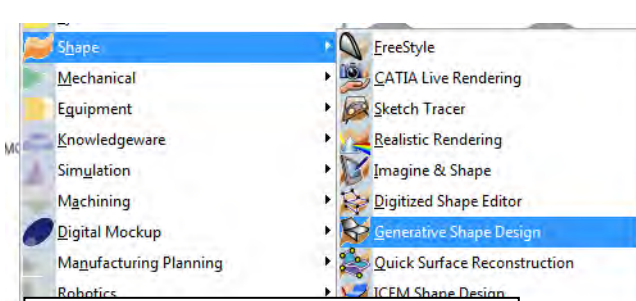 Shape
Mechanical
Equipment
Knowledgeware
Simulation
Machining
Digital Mockup
Manufacturing Planning
Robotics
FreeStyle
CATIA Live Rendering
Sketch Tracer
Realistic Rendering
Imagine & Shape
Digitized Shape Editor
Generative Shape Design
Quick Surface Reconstruction
ICEM Shape Design